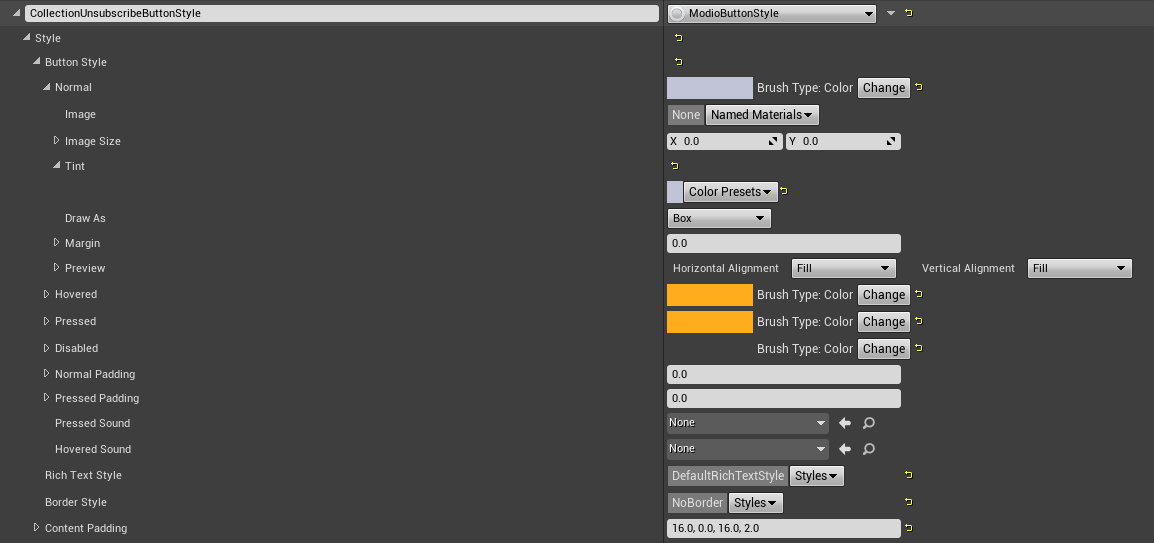 CollectionUnsubscribeButtonStyle ModioButtonStyle
Style
Button Style
Normal Brush Type: Color Change
Image None Named Materials
Image Size X 0.0 Y 0.0
Tint
Color Presets
Draw As Box
Margin 0.0
Preview Horizontal Alignment Fill Vertical Alignment Fill
Hovered Brush Type: Color Change
Pressed Brush Type: Color Change
Disabled Brush Type: Color Change
Normal Padding 0.0
Pressed Padding 0.0
Pressed Sound None
Hovered Sound None
Rich Text Style DefaultRichTextStyle Styles
Border Style NoBorder Styles
Content Padding 16.0, 0.0, 16.0, 2.0